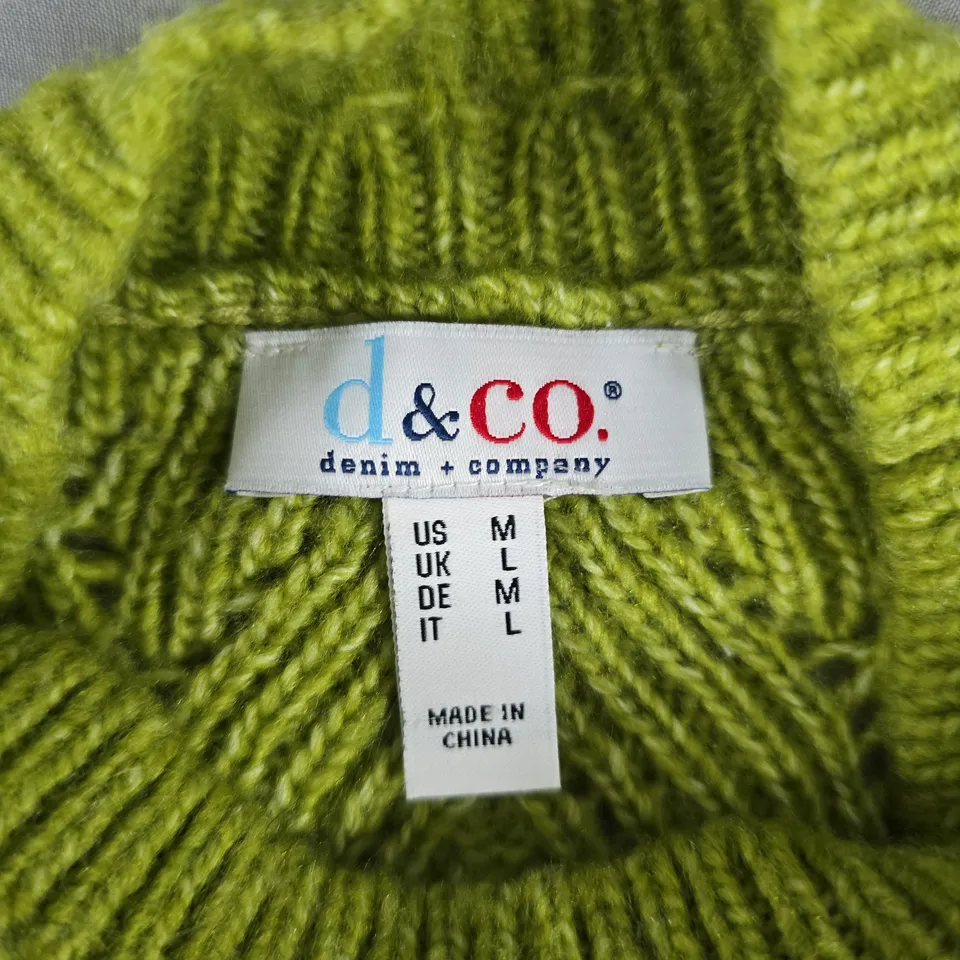 d&co.®
denim + company
US M
UK L
DE M
IT L
MADE IN
CHINA